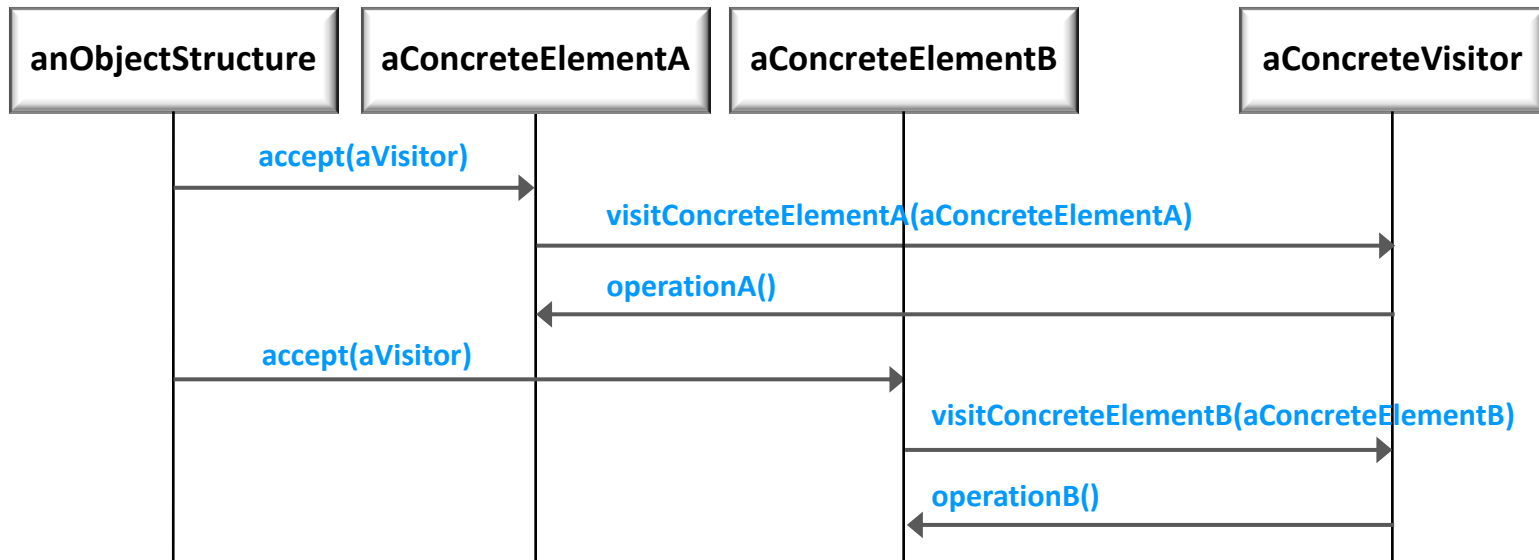 anObjectStructure
aConcreteElementA
aConcreteElementB
aConcreteVisitor
accept(aVisitor)
visitConcreteElementA(aConcreteElementA)
operationA()
accept(aVisitor)
visitConcreteElementB(aConcreteElementB)
operationB()